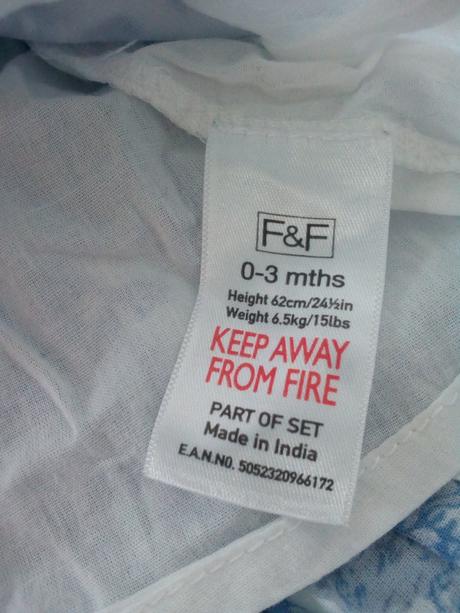 F&F
0-3 mths
Height 62cm/24½in
Weight 6.5kg/15lbs
KEEP AWAY
FROM FIRE
PART OF SET
Made in India
E.A.N.NO. 5052320966172